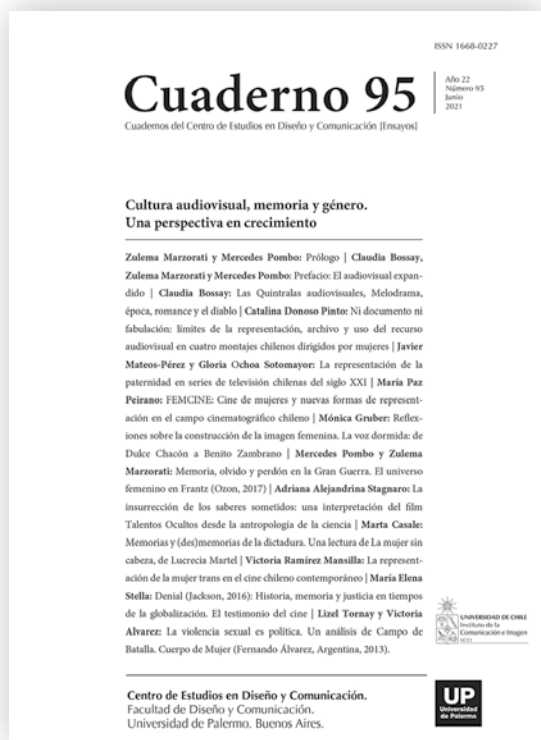 ISSN 1668-0227
Cuaderno 95
Año 22
Número 95
Junio
2021
Cuadernos del Centro de Estudios en Diseño y Comunicación [Ensayos]
Cultura audiovisual, memoria y género.
Una perspectiva en crecimiento
Zulema Marzorati y Mercedes Pombo: Prólogo | Claudia Bossay,
Zulema Marzorati y Mercedes Pombo: Prefacio: El audiovisual expan-
dido | Claudia Bossay: Las Quintralas audiovisuales, Melodrama,
época, romance y el diablo | Catalina Donoso Pinto: Ni documento ni
fabulación: límites de la representación, archivo y uso del recurso
audiovisual en cuatro montajes chilenos dirigidos por mujeres | Javier
Mateos-Pérez y Gloria Ochoa Sotomayor: La representación de la
paternidad en series de televisión chilenas del siglo XXI | María Paz
Peirano: FEMCINE: Cine de mujeres y nuevas formas de represent-
ación en el campo cinematográfico chileno | Mónica Gruber: Reflex-
iones sobre la construcción de la imagen femenina. La voz dormida: de
Dulce Chacón a Benito Zambrano | Mercedes Pombo y Zulema
Marzorati: Memoria, olvido y perdón en la Gran Guerra. El universo
femenino en Frantz (Ozon, 2017) | Adriana Alejandrina Stagnaro: La
insurrección de los saberes sometidos: una interpretación del film
Talentos Ocultos desde la antropología de la ciencia | Marta Casale:
Memorias y (des)memorias de la dictadura. Una lectura de La mujer sin
cabeza, de Lucrecia Martel | Victoria Ramírez Mansilla: La represent-
ación de la mujer trans en el cine chileno contemporáneo | María Elena
Stella: Denial (Jackson, 2016): Historia, memoria y justicia en tiempos
de la globalización. El testimonio del cine | Lizel Tornay y Victoria
Alvarez: La violencia sexual es política. Un análisis de Campo de
Batalla. Cuerpo de Mujer (Fernando Álvarez, Argentina, 2013).
UNIVERSIDAD DE CHILE
Instituto de la
Comunicación e Imagen
ICEI
Centro de Estudios en Diseño y Comunicación.
Facultad de Diseño y Comunicación.
Universidad de Palermo. Buenos Aires.
UP
Universidad
de Palermo